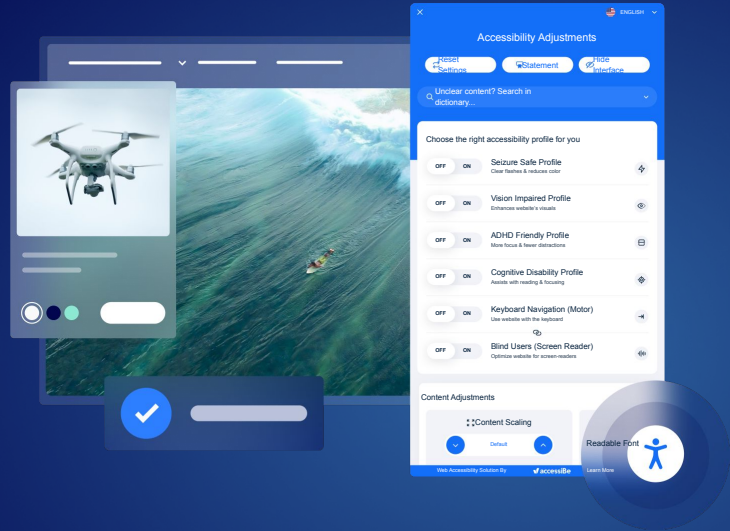 ENGLISH
Accessibility Adjustments
Reset
Settings
Statement
Hide
Interface
Unclear content? Search in
dictionary...
Choose the right accessibility profile for you
OFF ON Seizure Safe Profile
Clear flashes & reduces color
OFF ON Vision Impaired Profile
Enhances website's visuals
OFF ON ADHD Friendly Profile
More focus & fewer distractions
OFF ON Cognitive Disability Profile
Assists with reading & focusing
OFF ON Keyboard Navigation (Motor)
Use website with the keyboard
OFF ON Blind Users (Screen Reader)
Optimize website for screen-readers
Content Adjustments
Content Scaling
Default
Readable Font
Web Accessibility Solution By accessiBe Learn More